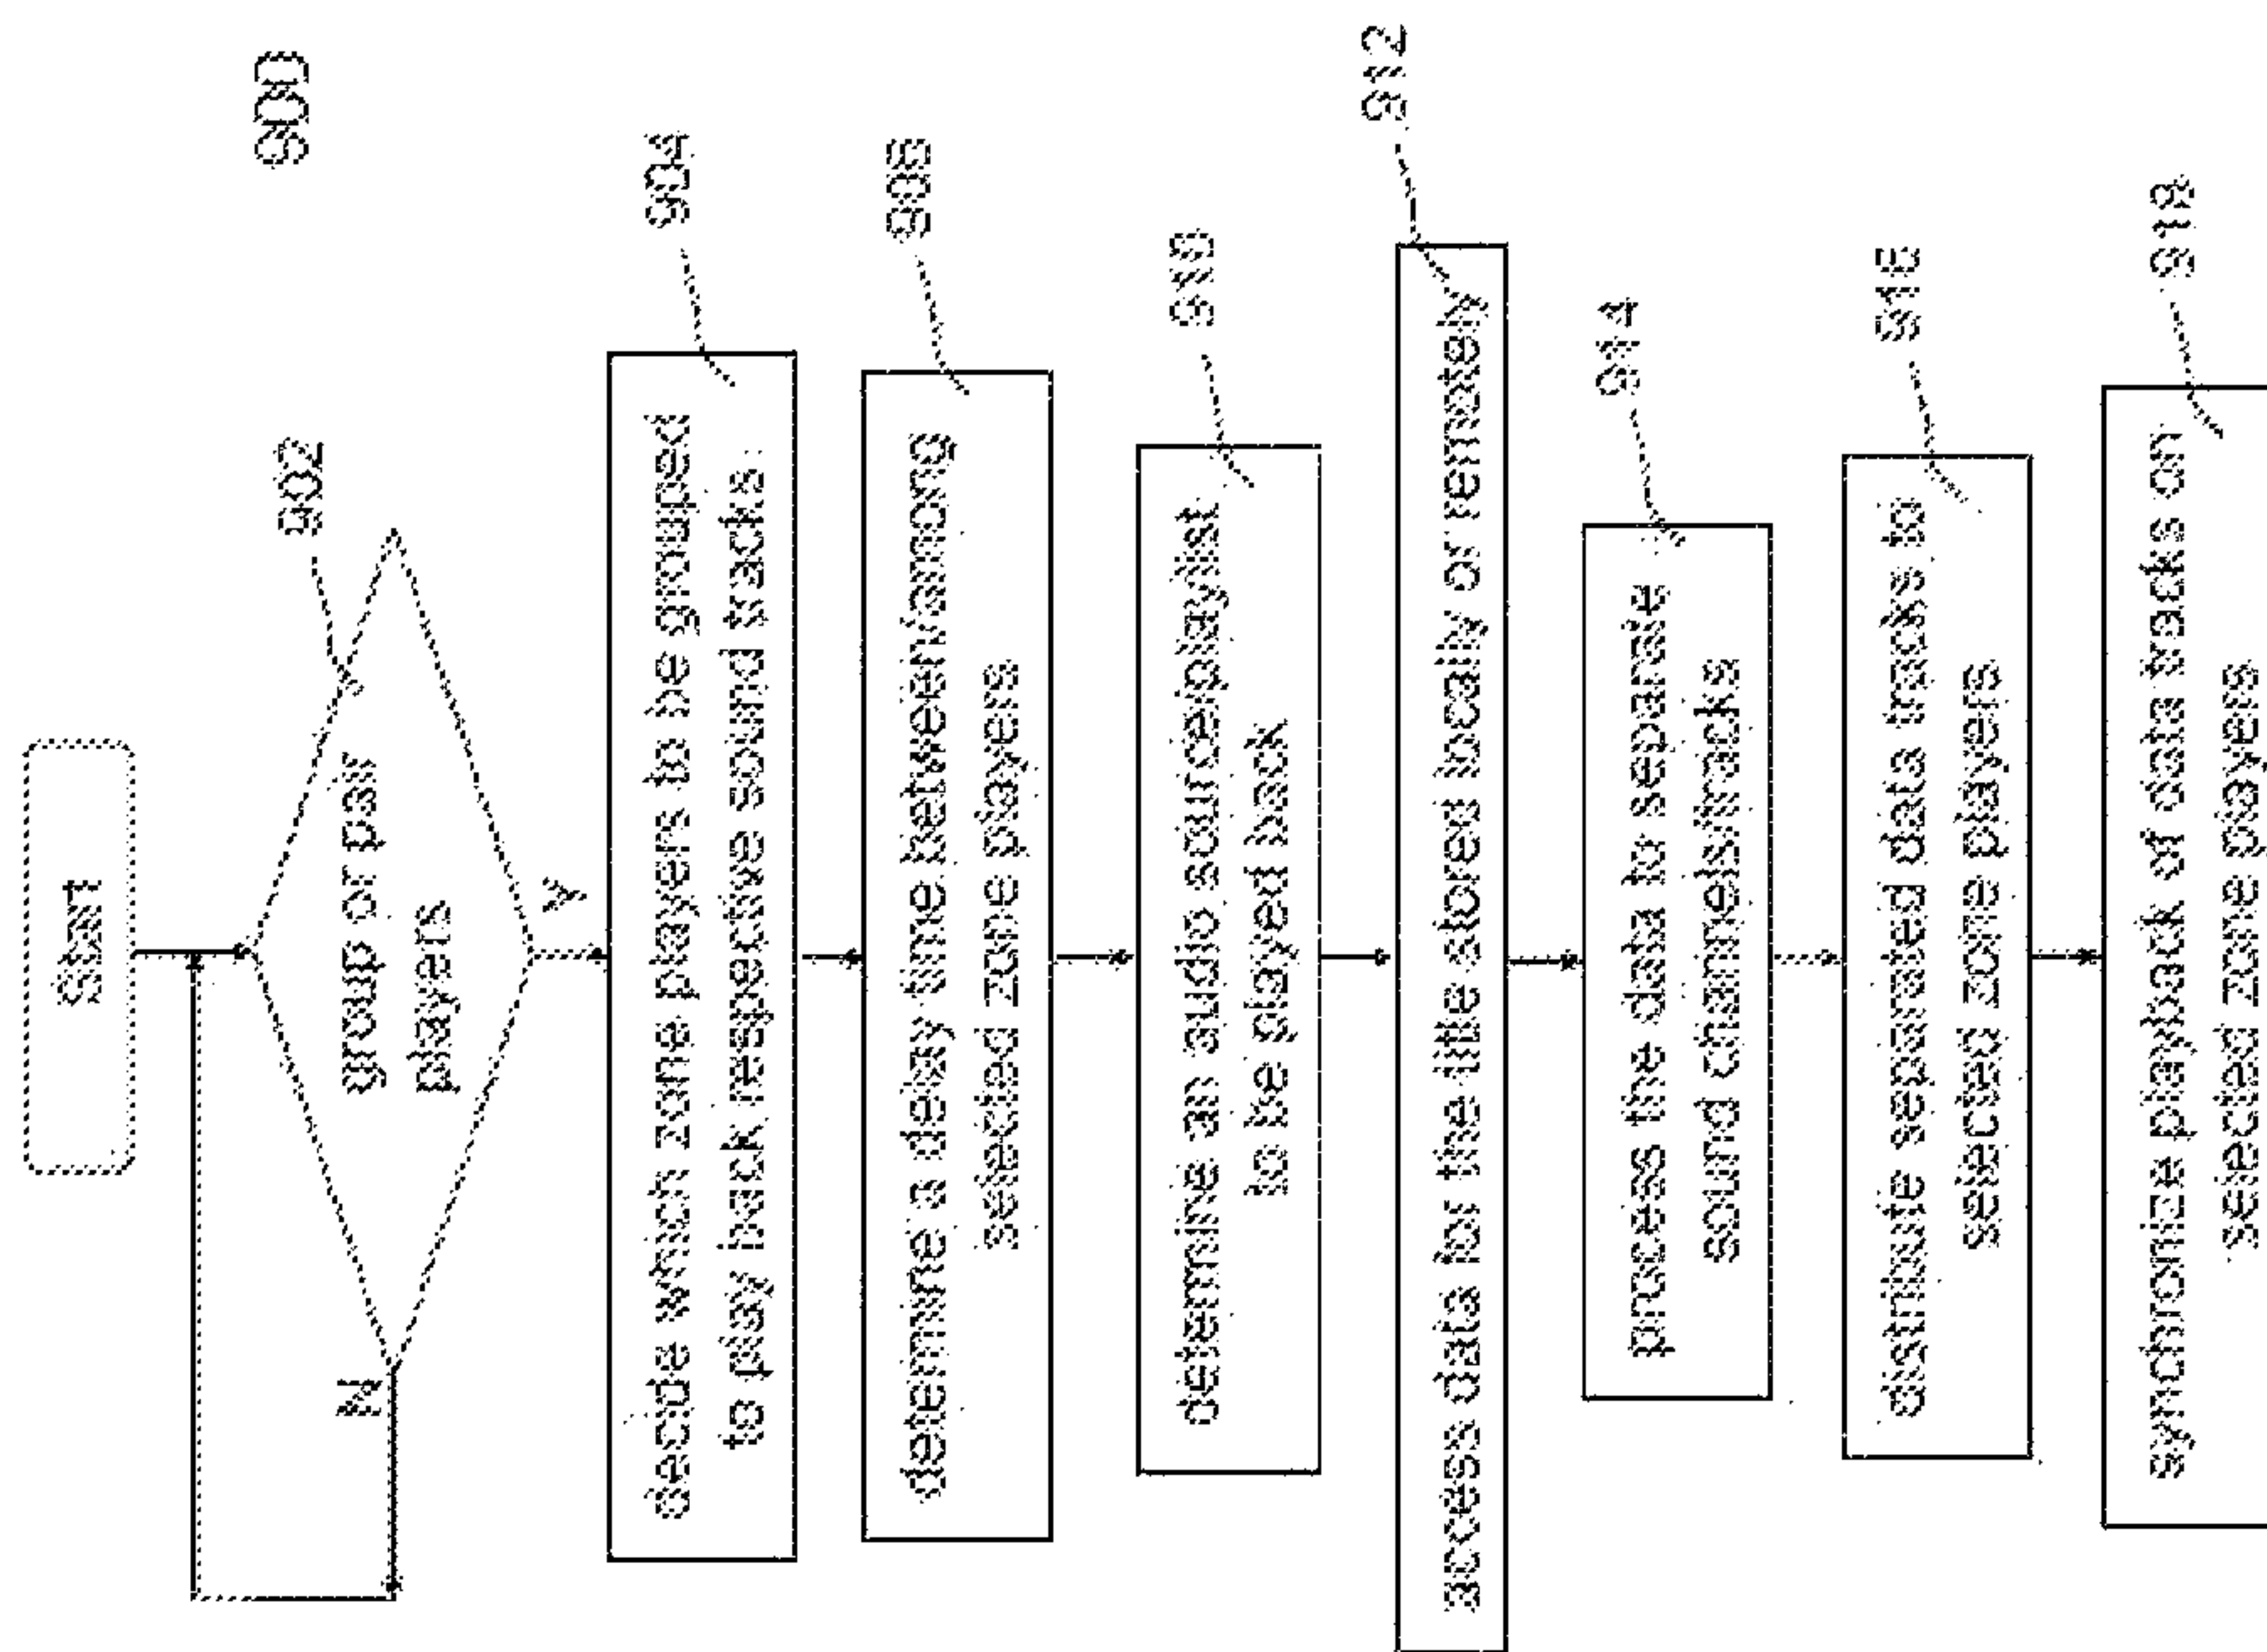 900
Start
902
group or pair
players
N
Y
904
decide which zone players to be grouped
to play back respective sound tracks
908
determine a delay time between/among
selected zone players
910
determine an audio source/playlist
to be played back
912
access data for the title stored locally or remotely
914
process the data to separate
sound channels/tracks
916
distribute separated data tracks to
selected zone players
918
synchronize playback of data tracks on
selected zone players